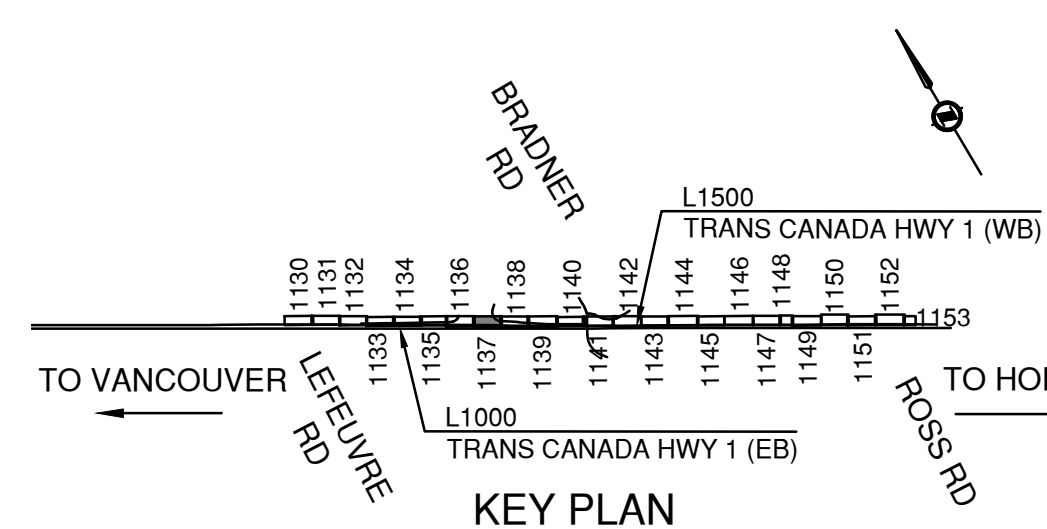 BRADNER
RD
L1500
TRANS CANADA HWY 1 (WB)
1130
1131
1132
1134
1136
1138
1140
1142
1144
1146
1148
1150
1152
1153
1133
1135
1137
1139
1141
1143
1145
1147
1149
1151
TO VANCOUVER
LEFEUVRE
RD
L1000
TRANS CANADA HWY 1 (EB)
ROSS RD
TO
KEY PLAN